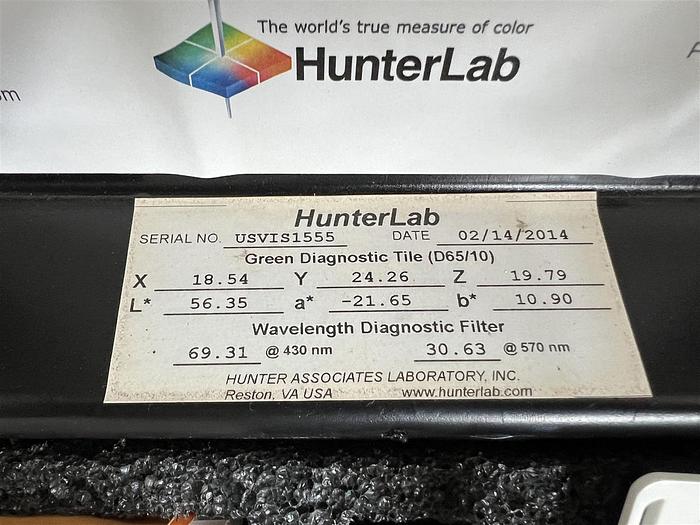 The world's true measure of color
HunterLab
om
HunterLab
SERIAL NO. USVIS1555 DATE 02/14/2014
Green Diagnostic Tile (D65/10)
X 18.54 Y 24.26 Z 19.79
L* 56.35 a* -21.65 b* 10.90
Wavelength Diagnostic Filter
69.31 @ 430 nm 30.63 @ 570 nm
HUNTER ASSOCIATES LABORATORY, INC.
Reston, VA USA www.hunterlab.com